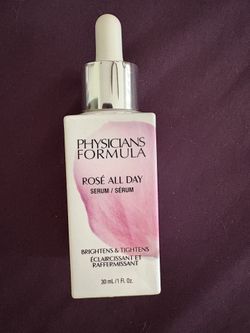 PHYSICIANS
FORMULA
ROSÉ ALL DAY
SERUM / SÉRUM
BRIGHTENS & TIGHTENS
ÉCLAIRCISSANT ET
RAFFERMISSANT
30 mL/1 Fl. Oz.